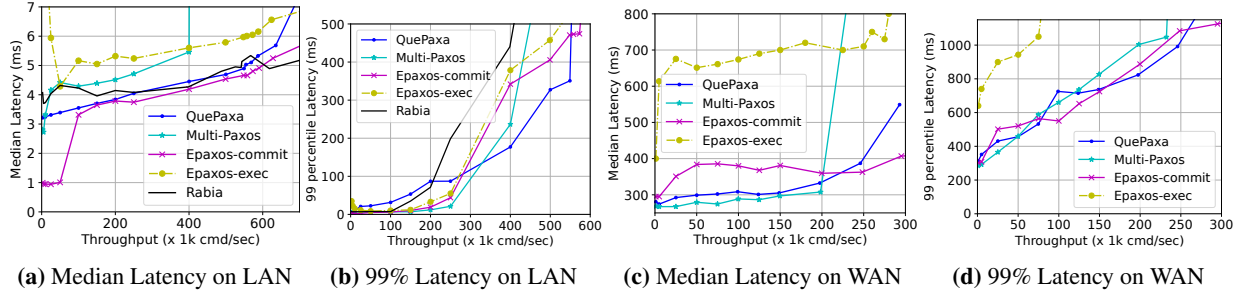 Median Latency (ms)
7
6
5
4
3
2
1
0
0
200
400
600
Throughput (x 1k cmd/sec)
QuePaxa
Multi-Paxos
Epaxos-commit
Epaxos-exec
Rabia
(a) Median Latency on LAN
99 percentile Latency (ms)
500
400
300
200
100
0
0
100
200
300
400
500
600
Throughput (x 1k cmd/sec)
QuePaxa
Multi-Paxos
Epaxos-commit
Epaxos-exec
Rabia
(b) 99% Latency on LAN
Median Latency (ms)
800
700
600
500
400
300
0
50
100
150
200
250
300
Throughput (x 1k cmd/sec)
QuePaxa
Multi-Paxos
Epaxos-commit
Epaxos-exec
(c) Median Latency on WAN
99 percentile Latency (ms)
1000
800
600
400
200
0
0
50
100
150
200
250
300
Throughput (x 1k cmd/sec)
QuePaxa
Multi-Paxos
Epaxos-commit
Epaxos-exec
(d) 99% Latency on WAN